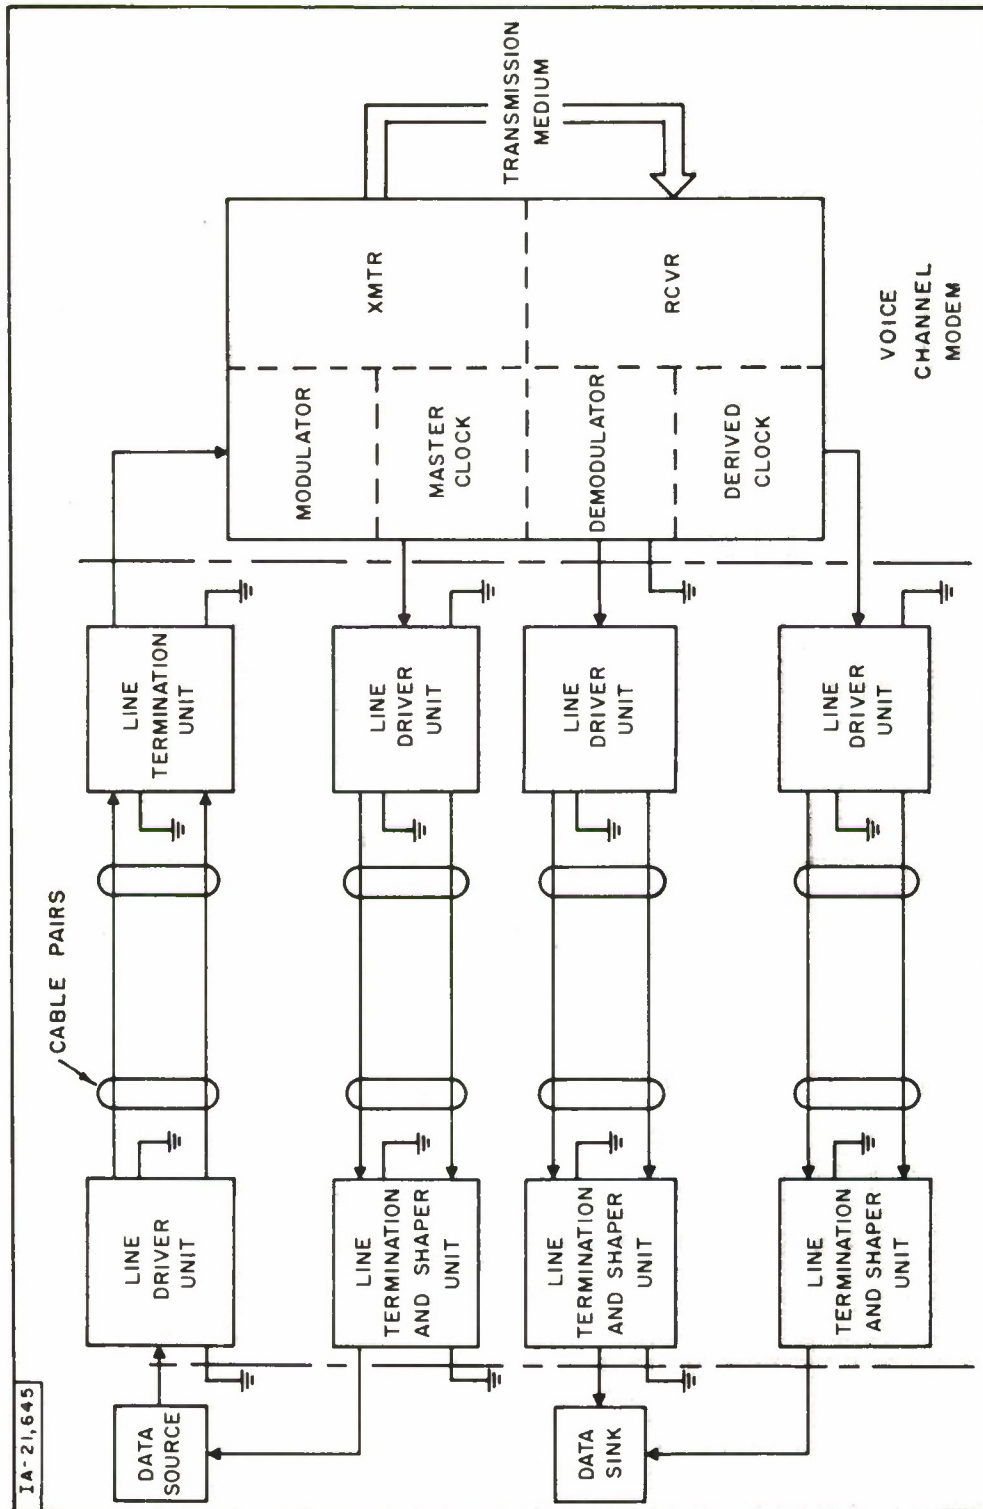 IA-21,645
CABLE PAIRS
DATA
SOURCE
LINE
DRIVER
UNIT
LINE
TERMINATION
UNIT
LINE
TERMINATION
AND SHAPER
UNIT
LINE
DRIVER
UNIT
DATA
SINK
LINE
TERMINATION
AND SHAPER
UNIT
LINE
DRIVER
UNIT
LINE
TERMINATION
AND SHAPER
UNIT
LINE
DRIVER
UNIT
MODULATOR
MASTER
CLOCK
DEMODULATOR
DERIVED
CLOCK
XMTR
RCVR
TRANSMISSION
MEDIUM
VOICE
CHANNEL
MODEM